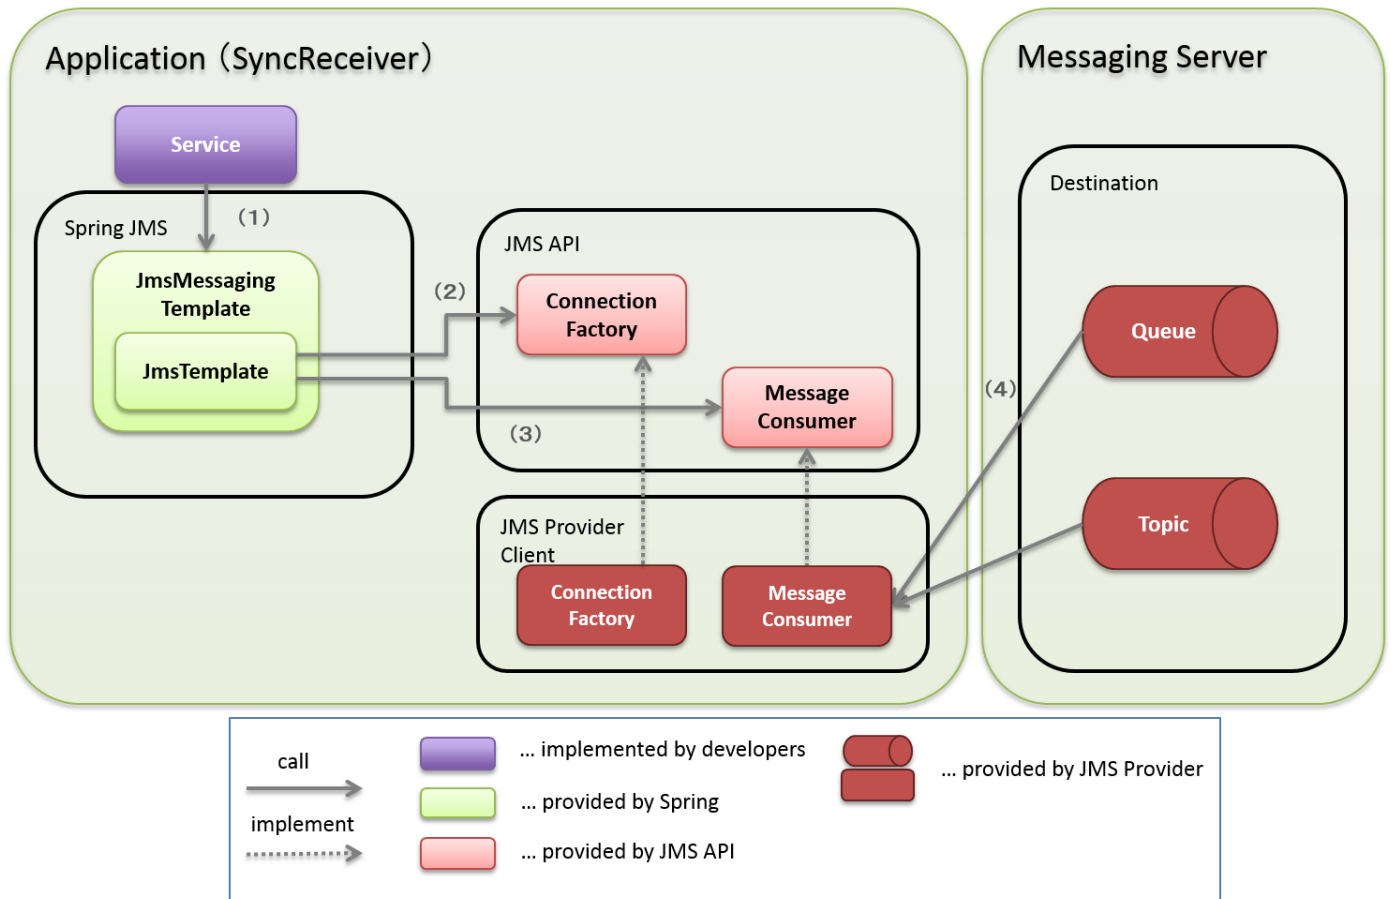 Application（SyncReceiver）
Messaging Server
Service
Destination
（1）
Spring JMS
JMS API
JmsMessaging
Template
（2）
Connection
Factory
Queue
JmsTemplate
Message
Consumer
（4）
（3）
JMS Provider
Client
Topic
Connection
Factory
Message
Consumer
call
... implemented by developers
... provided by JMS Provider
... provided by Spring
implement
... provided by JMS API